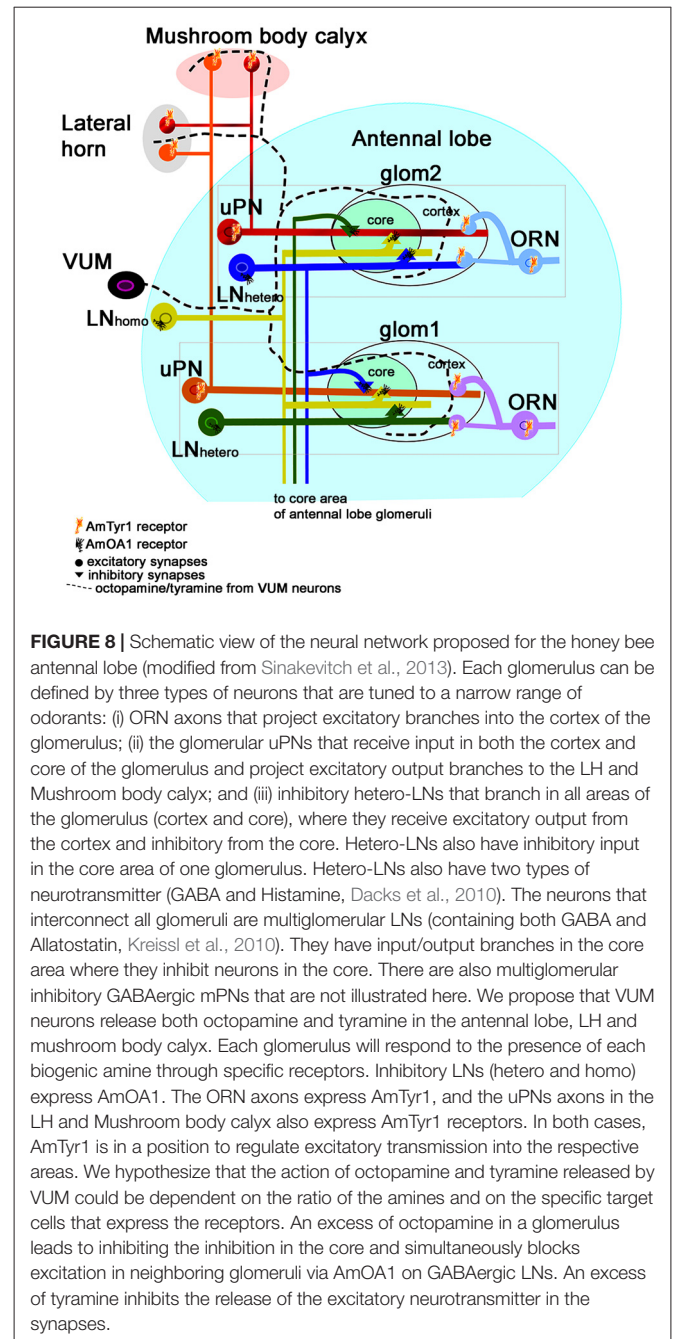 Mushroom body calyx
Lateral
horn
Antennal lobe
glom2
uPN
core
cortex
ORN
VUM
LNhetero
LNhomo
glom1
uPN
core
cortex
ORN
LNhetero
to core area
of antennal lobe glomeruli
AmTyr1 receptor
AmOA1 receptor
excitatory synapses
inhibitory synapses
octopamine/tyramine from VUM neurons
FIGURE 8 | Schematic view of the neural network proposed for the honey bee
antennal lobe (modified from Sinakevitch et al., 2013). Each glomerulus can be
defined by three types of neurons that are tuned to a narrow range of
odorants: (i) ORN axons that project excitatory branches into the cortex of the
glomerulus; (ii) the glomerular uPNs that receive input in both the cortex and
core of the glomerulus and project excitatory output branches to the LH and
Mushroom body calyx; and (iii) inhibitory hetero-LNs that branch in all areas of
the glomerulus (cortex and core), where they receive excitatory output from
the cortex and inhibitory from the core. Hetero-LNs also have inhibitory input
in the core area of one glomerulus. Hetero-LNs also have two types of
neurotransmitter (GABA and Histamine, Dacks et al., 2010). The neurons that
interconnect all glomeruli are multiglomerular LNs (containing both GABA and
Allatostatin, Kreissl et al., 2010). They have input/output branches in the core
area where they inhibit neurons in the core. There are also multiglomerular
inhibitory GABAergic mPNs that are not illustrated here. We propose that VUM
neurons release both octopamine and tyramine in the antennal lobe, LH and
mushroom body calyx. Each glomerulus will respond to the presence of each
biogenic amine through specific receptors. Inhibitory LNs (hetero and homo)
express AmOA1. The ORN axons express AmTyr1, and the uPNs axons in the
LH and Mushroom body calyx also express AmTyr1 receptors. In both cases,
AmTyr1 is in a position to regulate excitatory transmission into the respective
areas. We hypothesize that the action of octopamine and tyramine released by
VUM could be dependent on the ratio of the amines and on the specific target
cells that express the receptors. An excess of octopamine in a glomerulus
leads to inhibiting the inhibition in the core and simultaneously blocks
excitation in neighboring glomeruli via AmOA1 on GABAergic LNs. An excess
of tyramine inhibits the release of the excitatory neurotransmitter in the
synapses.